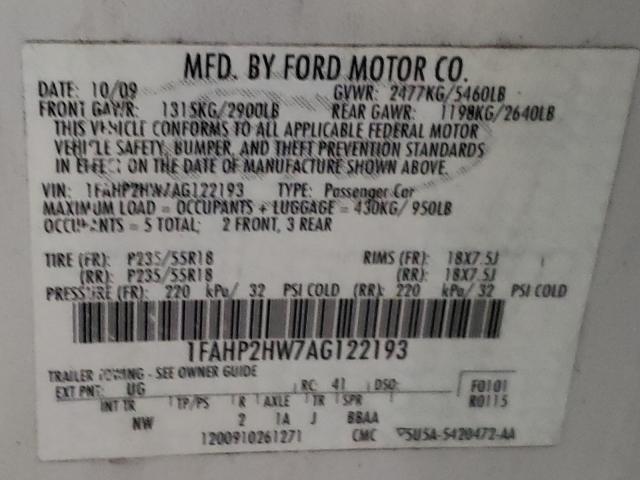 MFD. BY FORD MOTOR CO.
DATE: 10/09 GVWR: 2477KG/5460LB
FRONT GAWR: 1315KG/2900LB REAR GAWR: 1198KG/2640LB
THIS VEHICLE CONFORMS TO ALL APPLICABLE FEDERAL MOTOR
VEHICLE SAFETY, BUMPER, AND THEFT PREVENTION STANDARDS
IN EFFECT ON THE DATE OF MANUFACTURE SHOWN ABOVE.
VIN: 1FAHP2HW7AG122193 TYPE: Passenger Car
MAXIMUM LOAD = OCCUPANTS + LUGGAGE = 430KG/ 950LB
OCCUPANTS = 5 TOTAL; 2 FRONT, 3 REAR
TIRE (FR): P235/55R18 RIMS (FR): 18X7.5J
(RR): P235/55R18 (RR): 18X7.5J
PRESSURE (FR): 220 kPa/ 32 PSI COLD (RR): 220 kPa/ 32 PSI COLD
1FAHP2HW7AG122193
TRAILER TOWING - SEE OWNER GUIDE
EXT PNT: UG RC: 41 DSO: F0101
INT TR TP/PS R AXLE TR SPR R0115
NW 2 1A J BBAA
1200910261271 CMC 5U5A-5420472-AA